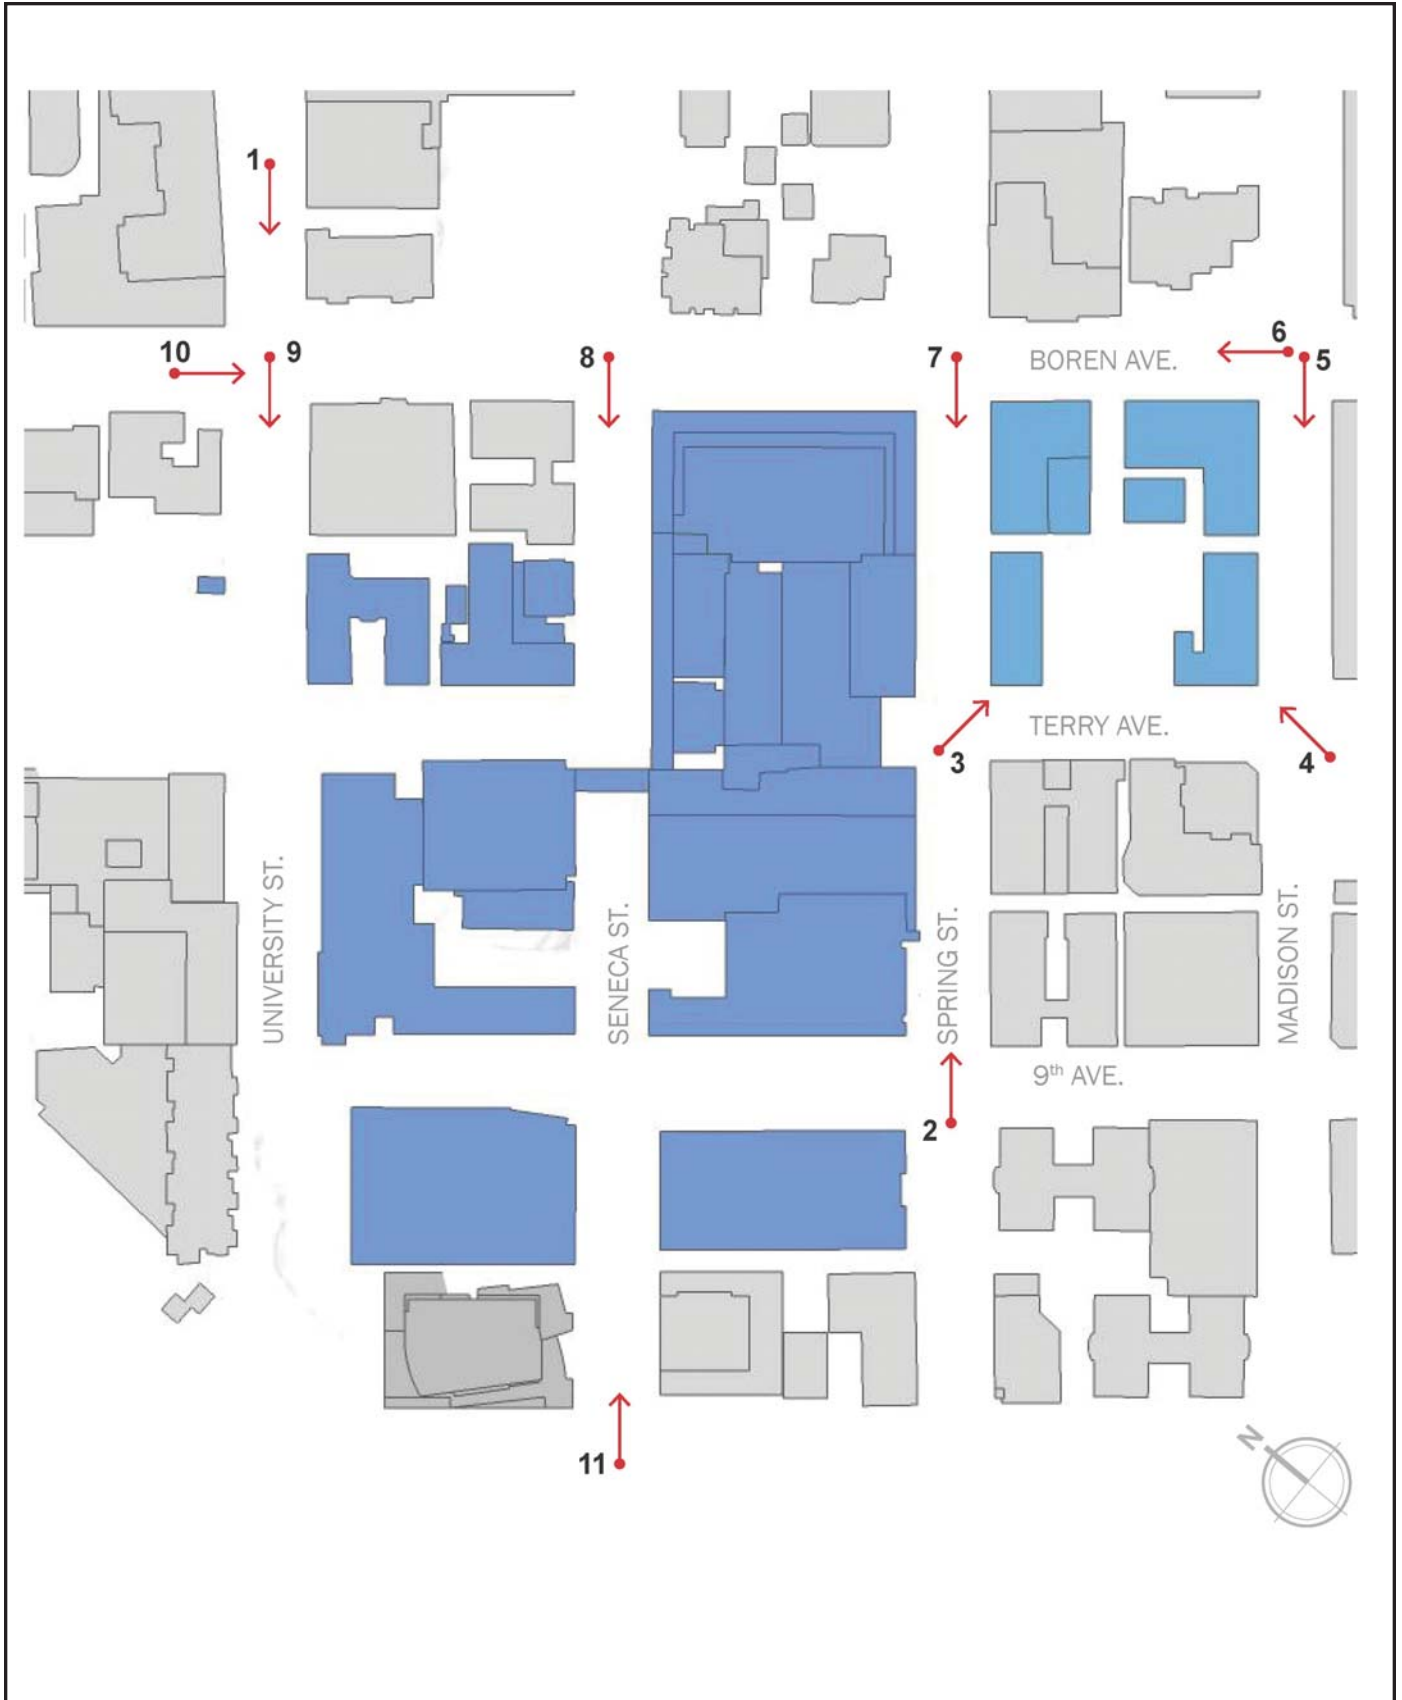 1
10
9
8
7
BOREN AVE.
6
5
TERRY AVE.
3
4
UNIVERSITY ST.
SENECA ST.
SPRING ST.
MADISON ST.
9th AVE.
2
11
N